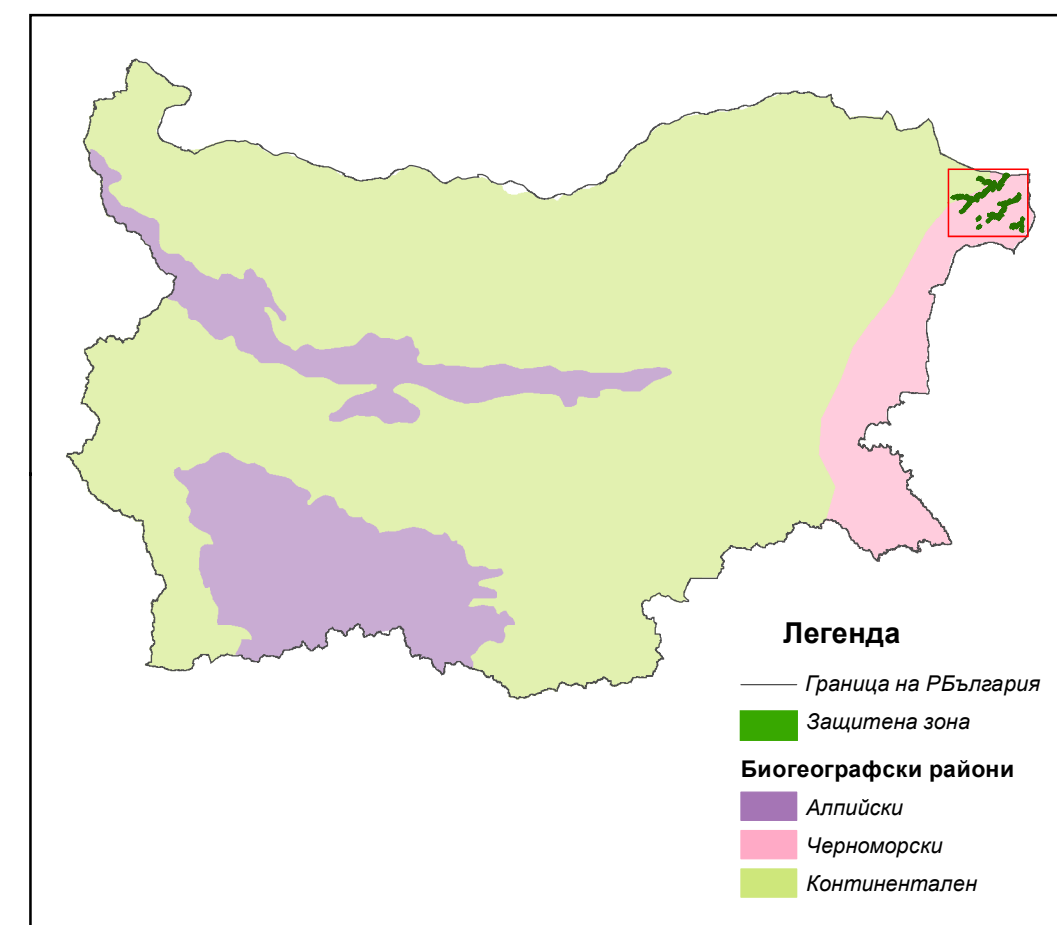 Легенда
Граница на РБългария
Защитена зона
Биогеографски райони
Алпийски
Черноморски
Континентален